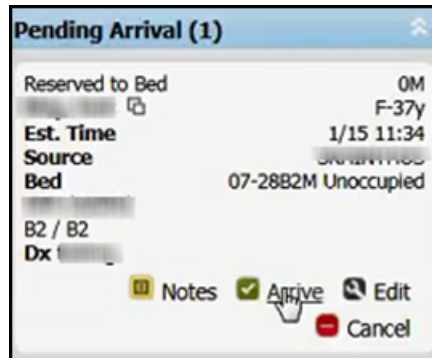 Pending Arrival (1)
Reserved to Bed 0M
F-37y
Est. Time 1/15 11:34
Source
Bed 07-28B2M Unoccupied
B2 / B2
Dx
Notes Arrive Edit
Cancel